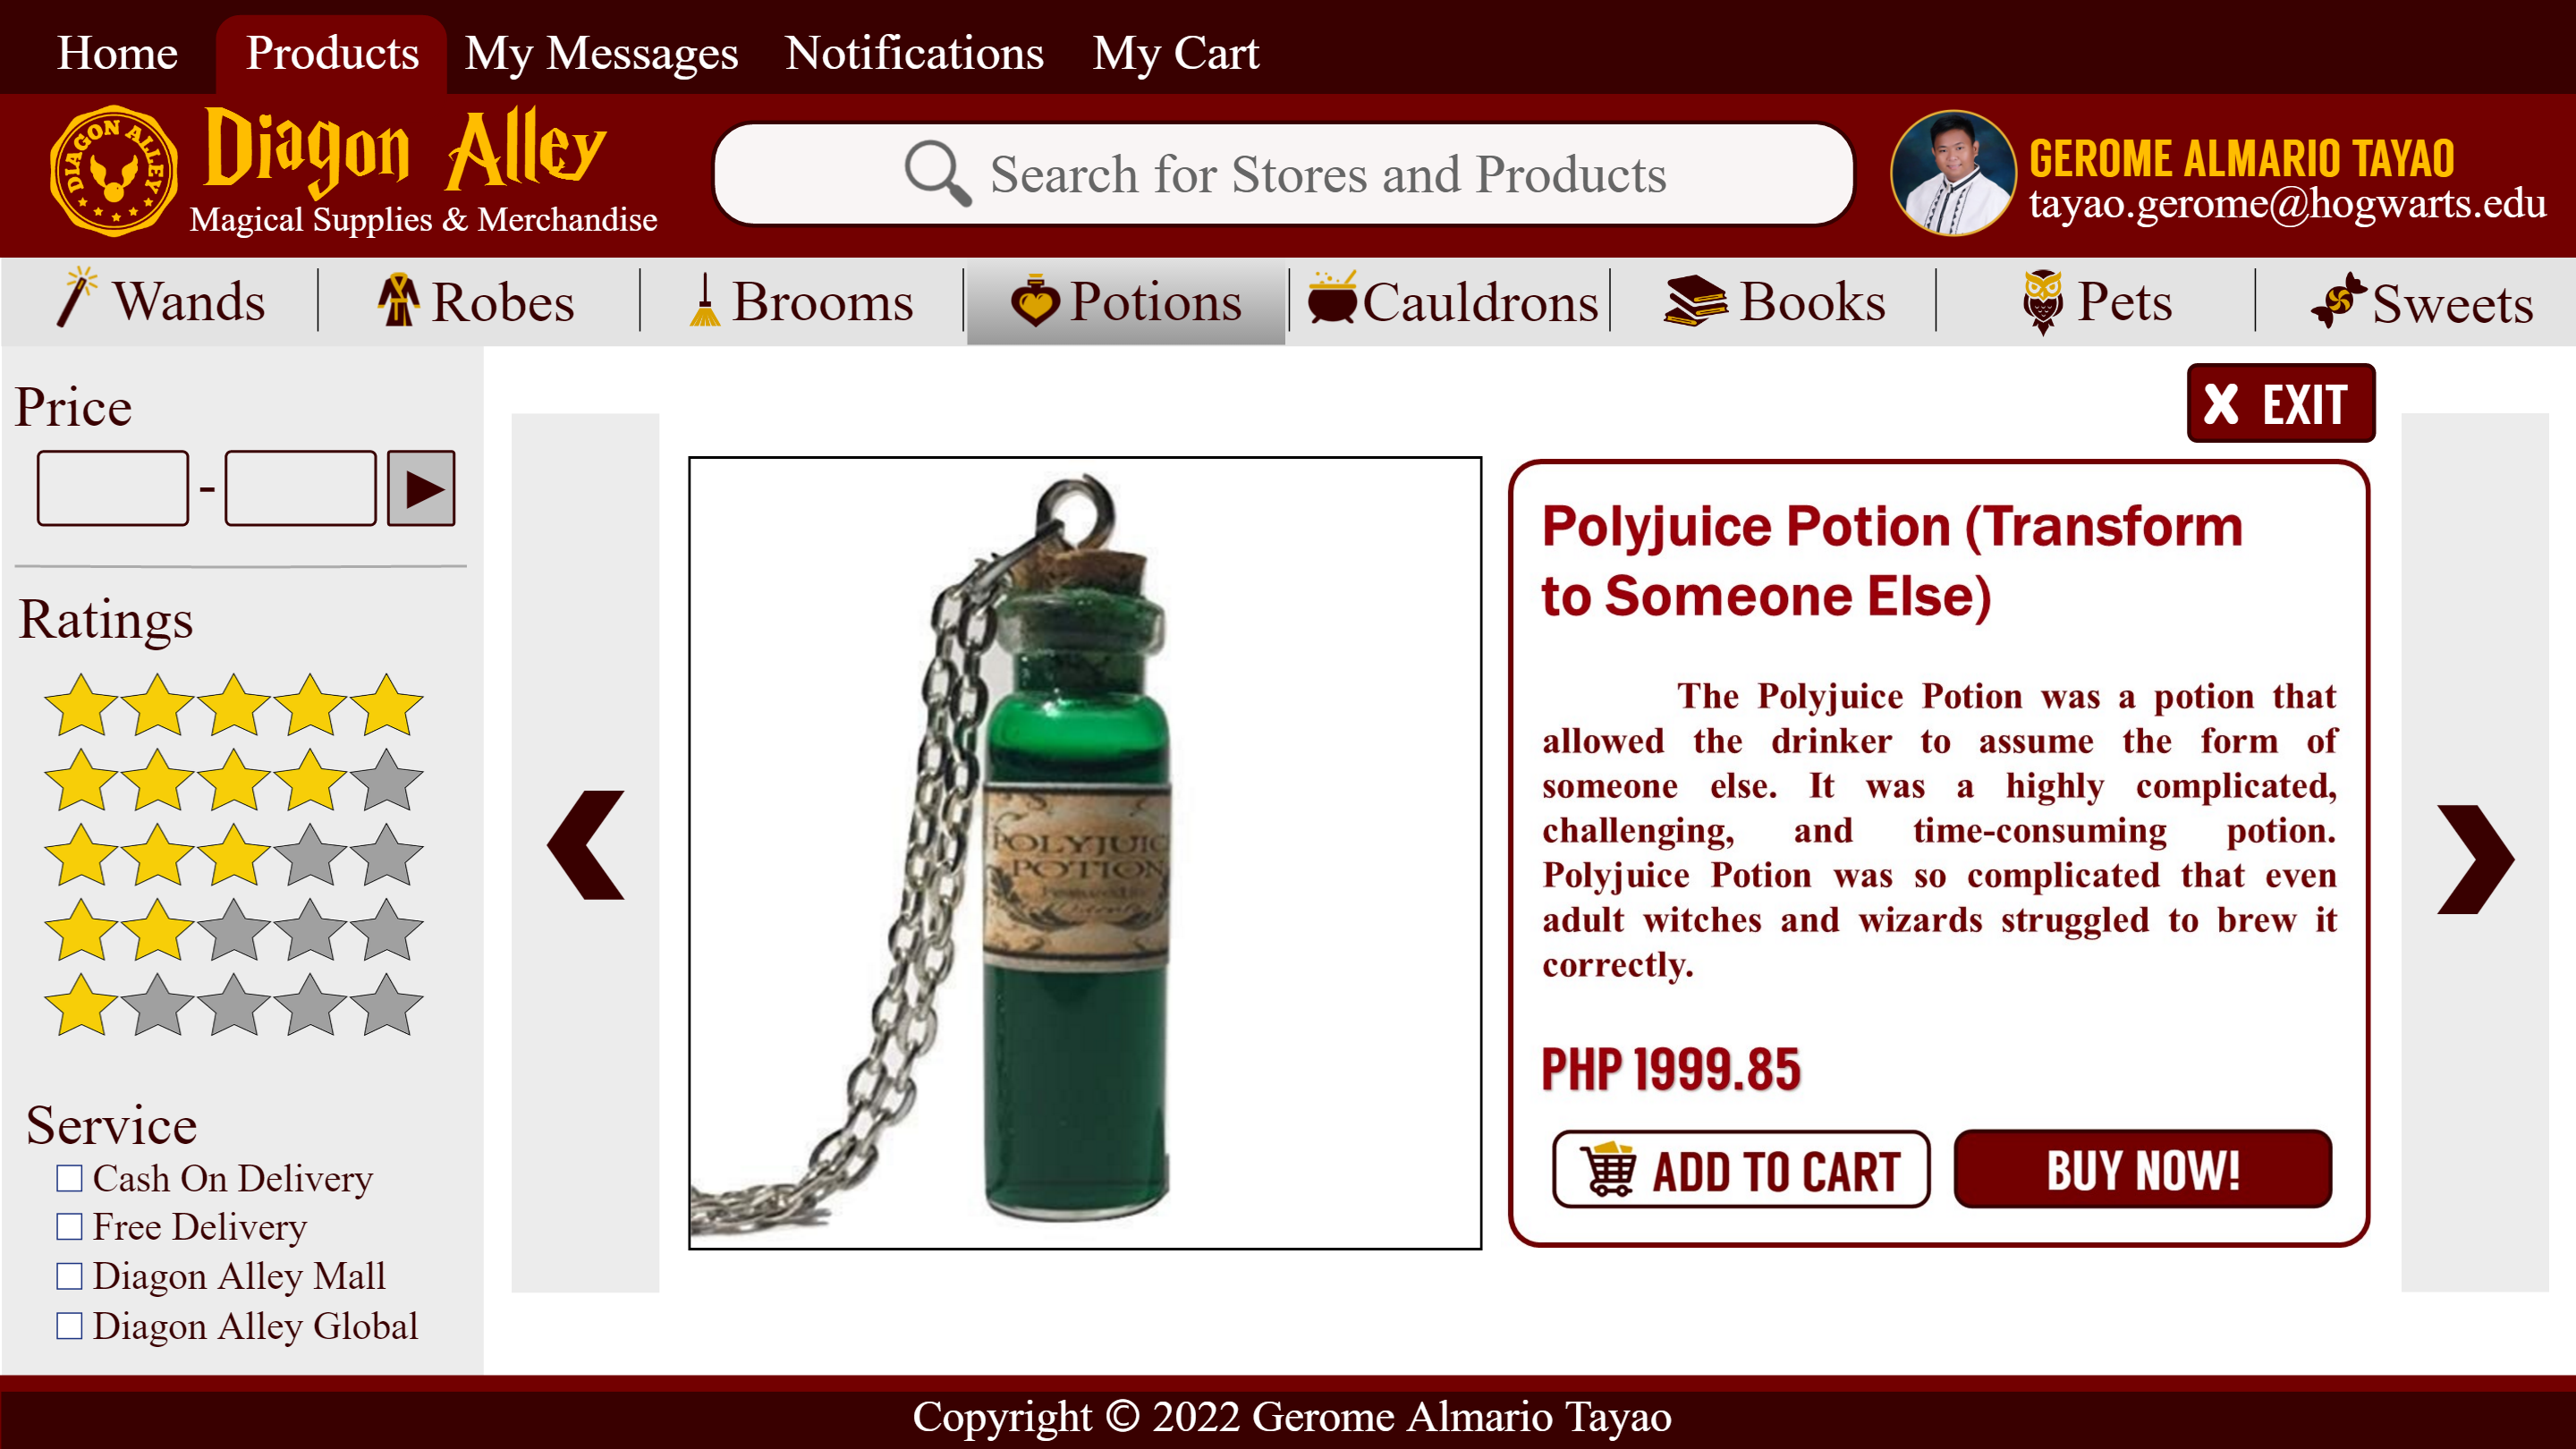 Home Products My Messages Notifications My Cart
DIAGON ALLEY
Diagon Alley
Magical Supplies & Merchandise
Search for Stores and Products
GEROME ALMARIO TAYAO
tayao.gerome@hogwarts.edu
Wands Robes Brooms Potions Cauldrons Books Pets Sweets
Price
-
Ratings
Service
Cash On Delivery
Free Delivery
Diagon Alley Mall
Diagon Alley Global
POLYJUIC
POTION
X EXIT
Polyjuice Potion (Transform
to Someone Else)
The Polyjuice Potion was a potion that
allowed the drinker to assume the form of
someone else. It was a highly complicated,
challenging, and time-consuming potion.
Polyjuice Potion was so complicated that even
adult witches and wizards struggled to brew it
correctly.
PHP 1999.85
ADD TO CART
BUY NOW!
Copyright © 2022 Gerome Almario Tayao